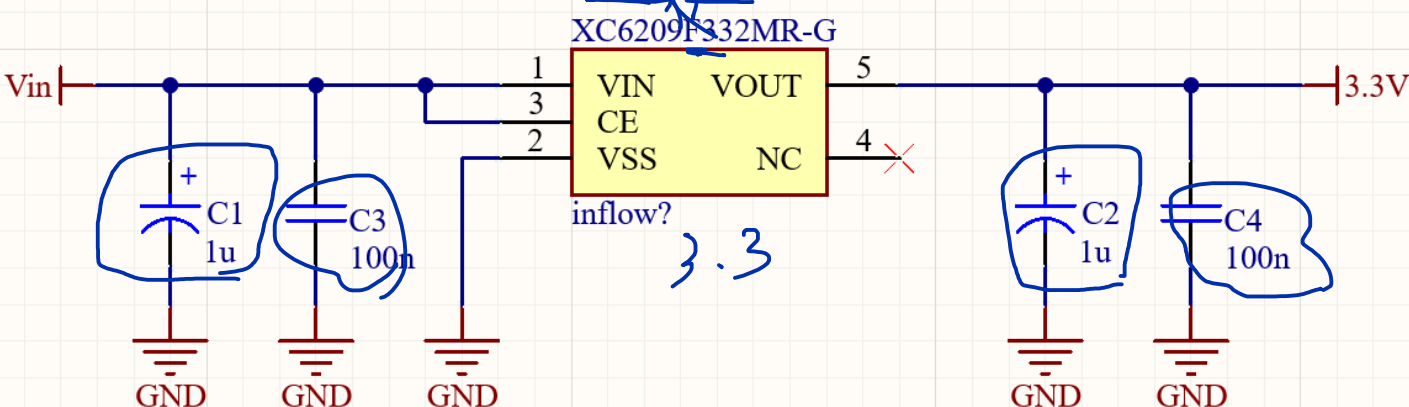 XC6209F332MR-G
Vin
1
VIN
VOUT
5
3.3V
3
CE
2
VSS
NC
4
+
C1
1u
C3
100n
inflow?
3.3
+
C2
1u
C4
100n
GND
GND
GND
GND
GND